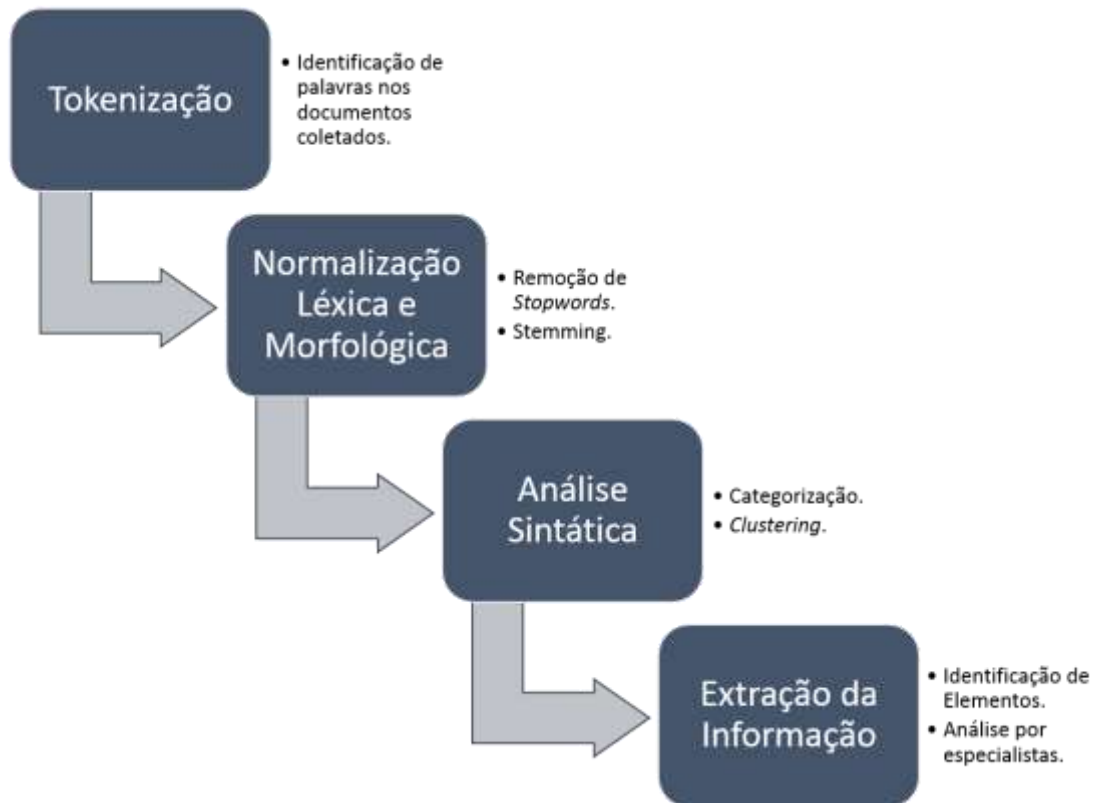 Tokenização
• Identificação de
palavras nos
documentos
coletados.
Normalização
Léxica e
Morfológica
• Remoção de
Stopwords.
• Stemming.
Análise
Sintática
• Categorização.
• Clustering.
Extração da
Informação
• Identificação de
Elementos.
• Análise por
especialistas.